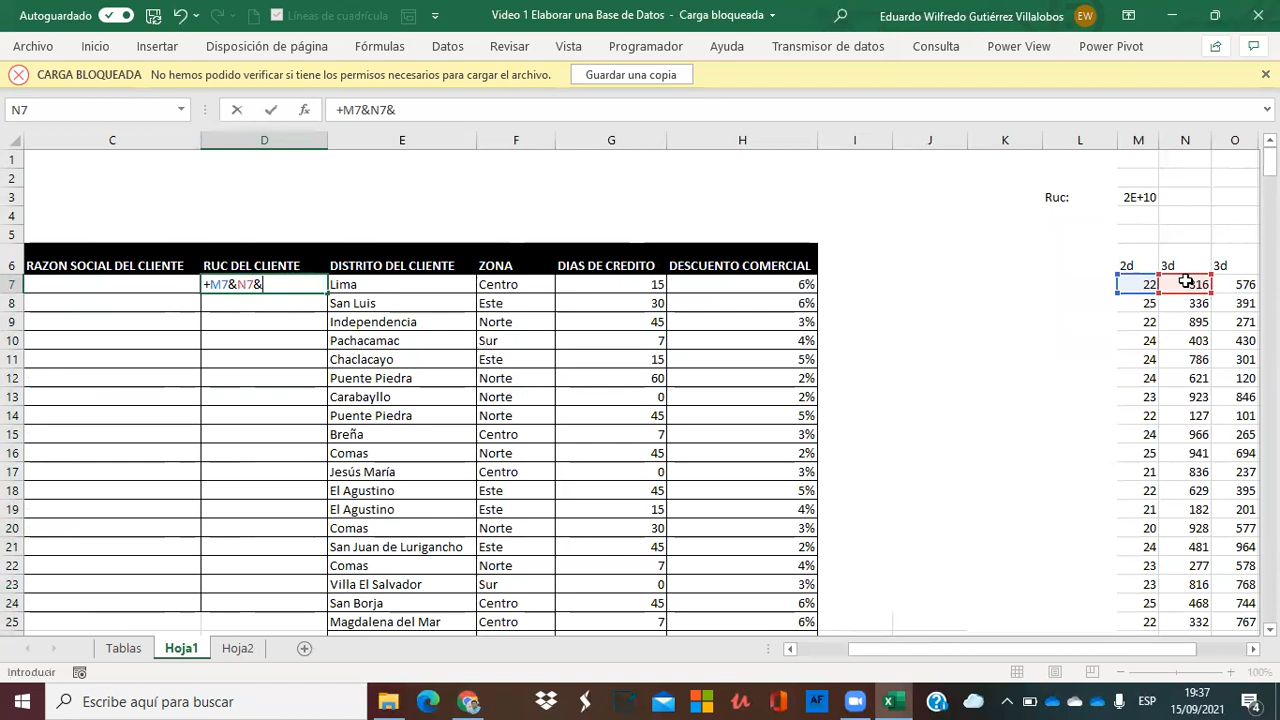 Autoguardado
Líneas de cuadrícula
Video 1 Elaborar una Base de Datos - Carga bloqueada
Eduardo Wilfredo Gutiérrez Villalobos EW
Archivo Inicio Insertar Disposición de página Fórmulas Datos Revisar Vista Programador Ayuda Transmisor de datos Consulta Power View Power Pivot
CARGA BLOQUEADA No hemos podido verificar si tiene los permisos necesarios para cargar el archivo. Guardar una copia
N7 fx +M7&N7&
C D E F G H I J K L M N O
1
2
3 Ruc: 2E+10
4
5
6 RAZON SOCIAL DEL CLIENTE RUC DEL CLIENTE DISTRITO DEL CLIENTE ZONA DIAS DE CREDITO DESCUENTO COMERCIAL 2d 3d 3d
7 +M7&N7& Lima Centro 15 6% 22 316 576
8 San Luis Este 30 6% 25 336 391
9 Independencia Norte 45 3% 22 895 271
10 Pachacamac Sur 7 4% 24 403 430
11 Chaclacayo Este 15 5% 24 786 301
12 Puente Piedra Norte 60 2% 24 621 120
13 Carabayllo Norte 0 2% 23 923 846
14 Puente Piedra Norte 45 5% 22 127 101
15 Breña Centro 7 3% 24 966 265
16 Comas Norte 45 2% 25 941 694
17 Jesús María Centro 0 3% 21 836 237
18 El Agustino Este 45 5% 21 629 395
19 El Agustino Este 15 4% 21 182 201
20 Comas Norte 30 3% 20 928 577
21 San Juan de Lurigancho Este 45 2% 24 481 964
22 Comas Norte 7 4% 23 277 578
23 Villa El Salvador Sur 0 3% 23 816 768
24 San Borja Centro 45 6% 25 468 744
25 Magdalena del Mar Centro 7 6% 22 332 767
Tablas Hoja1 Hoja2
Introducir 100%
Escribe aquí para buscar
AF
ESP
19:37
15/09/2021
4